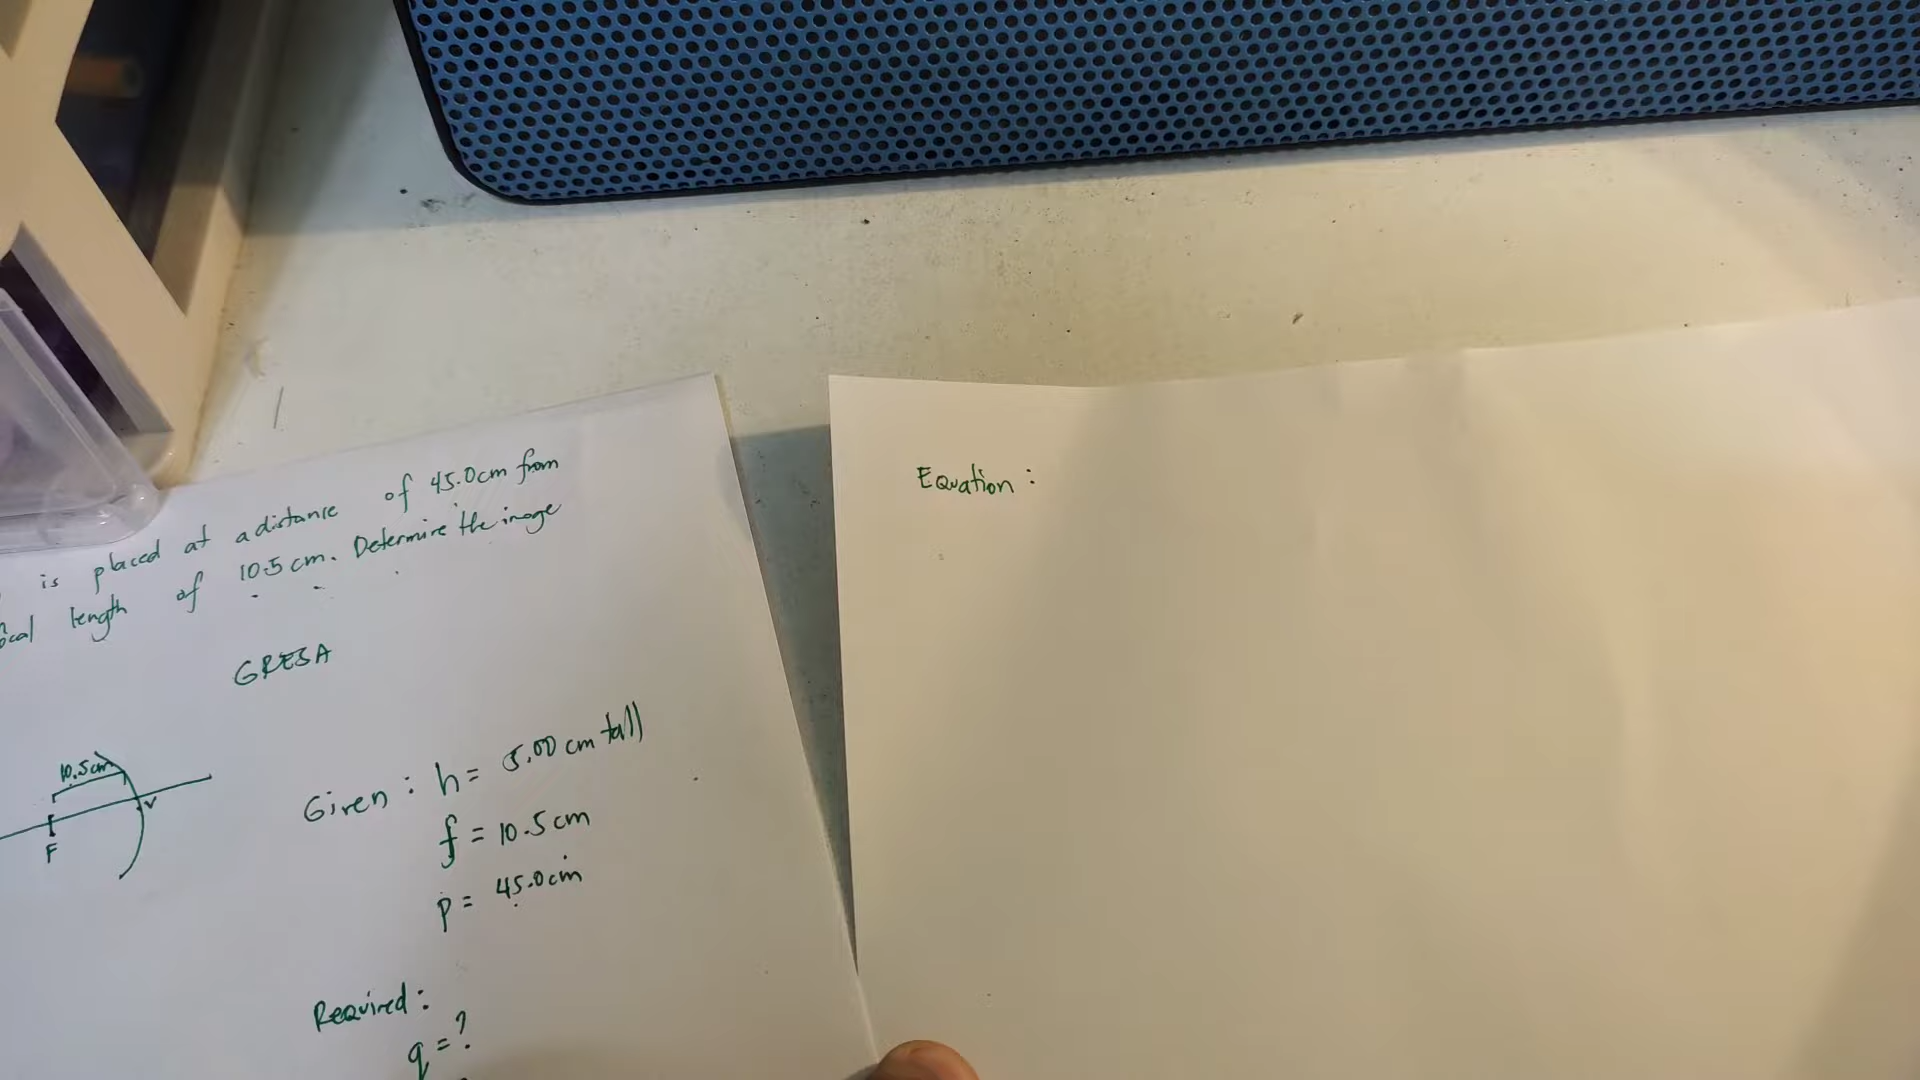 is placed at a distance of 45.0cm from
length of 10.5 cm. Determine the image
GRESA
10.5cm
V
F
Given: h= 5.00 cm tall
f = 10.5 cm
p = 45.0cm
Required:
q = ?
Equation: